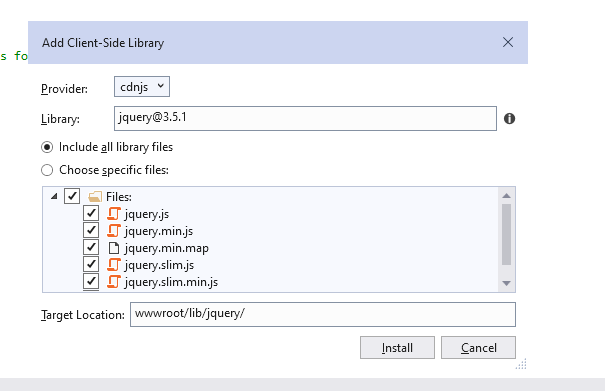 Add Client-Side Library
s fo
Provider: cdnjs
Library: jquery@3.5.1
Include all library files
Choose specific files:
Files:
jquery.js
jquery.min.js
jquery.min.map
jquery.slim.js
jquery.slim.min.js
Target Location: wwwroot/lib/jquery/
Install Cancel